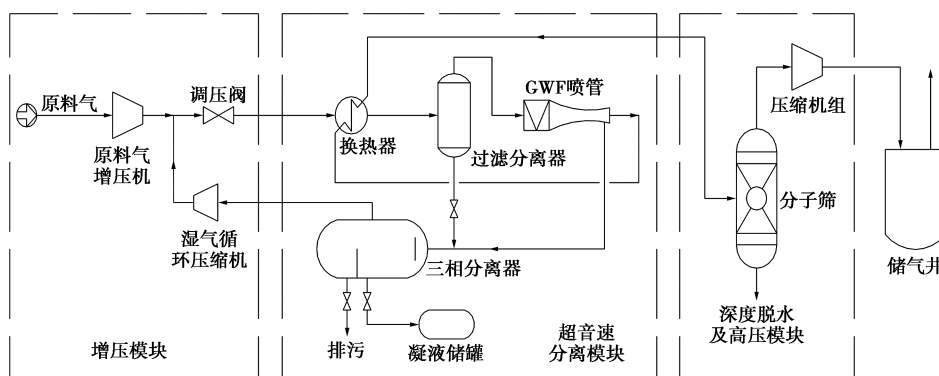 原料气
原料气
增压机
调压阀
湿气循
环压缩机
增压模块
换热器
过滤分离器
GWF喷管
三相分离器
排污
凝液储罐
超音速
分离模块
压缩机组
分子筛
深度脱水
及高压模块
储气井